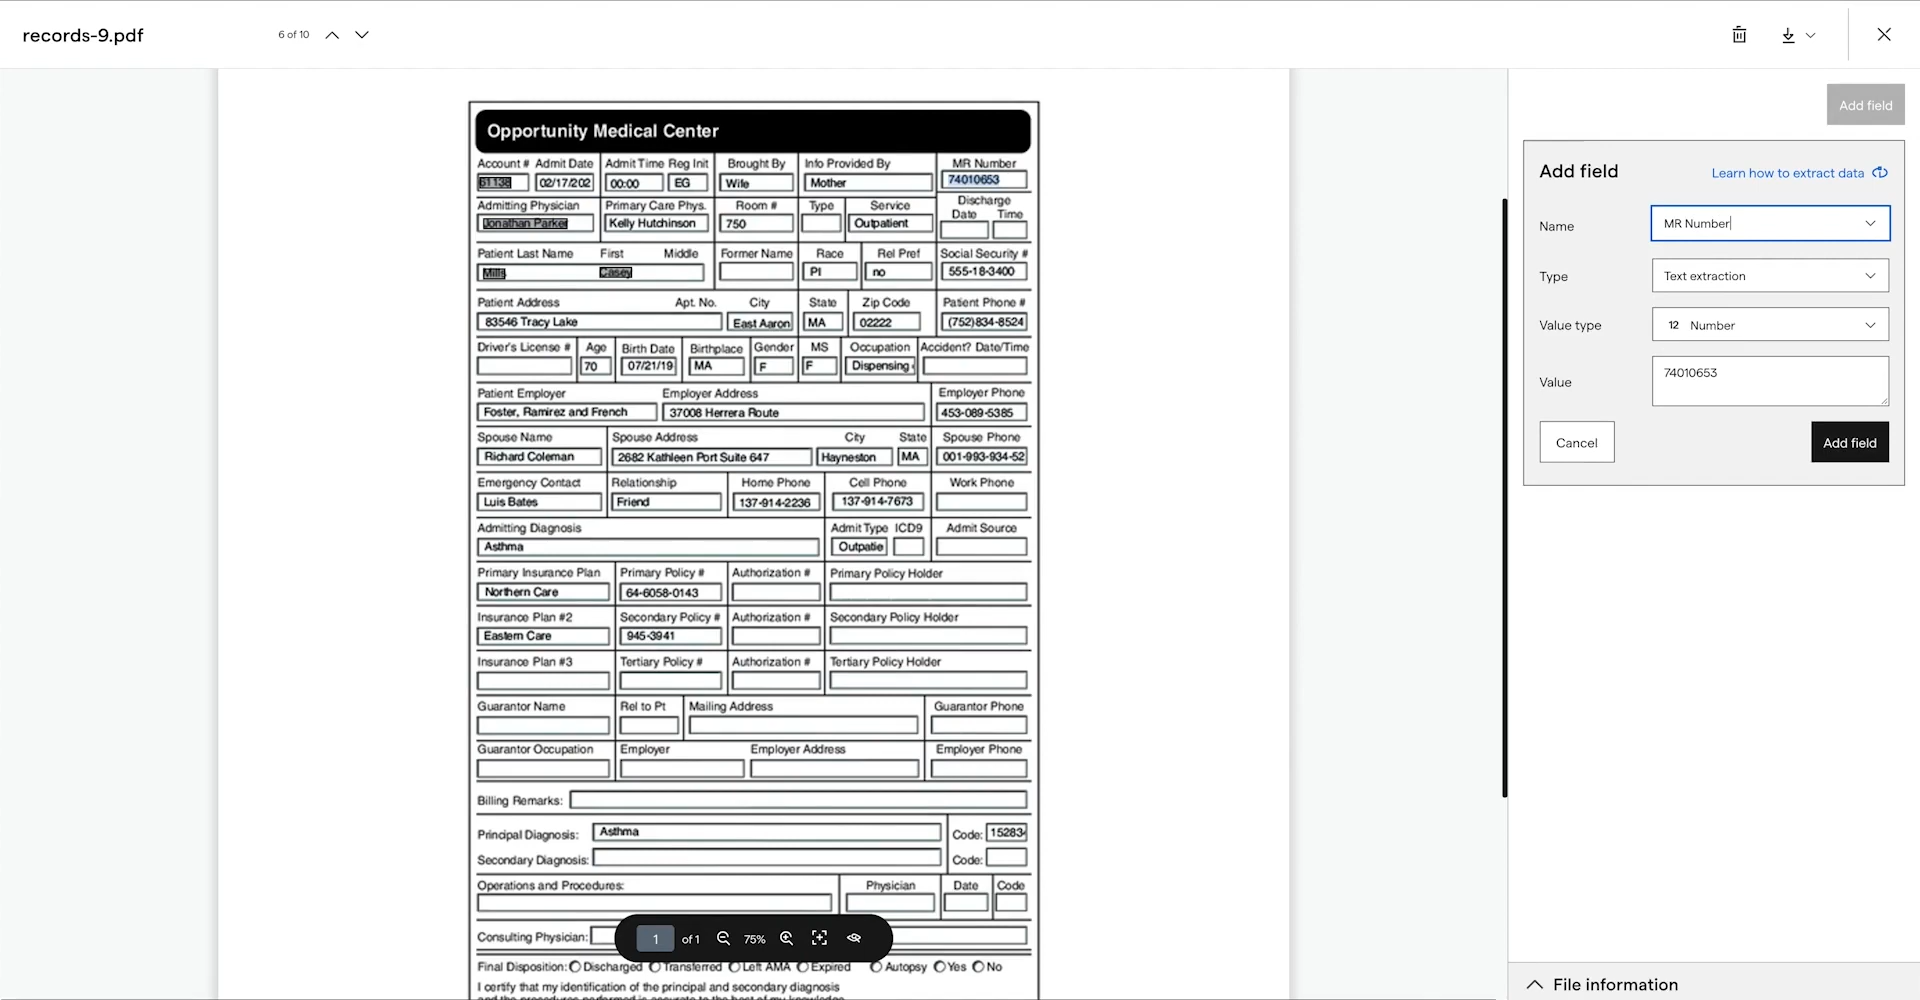 records-9.pdf
6 of 10
Add field
Add field
Learn how to extract data
Name
MR Number
Type
Text extraction
Value type
12 Number
Value
74010653
Cancel
Add field
File information
Opportunity Medical Center
Account # Admit Date Admit Time Reg Init Brought By Info Provided By MR Number
51138 02/17/202 00:00 EG Wife Mother 74010653
Admitting Physician Primary Care Phys. Room # Type Service Discharge
Date Time
Jonathan Parker Kelly Hutchinson 750 Outpatient
Patient Last Name First Middle Former Name Race Rel Pref Social Security #
Mills Casey PI no 555-18-3400
Patient Address Apt. No. City State Zip Code Patient Phone #
83546 Tracy Lake East Aaron MA 02222 (752)834-8524
Driver's License # Age Birth Date Birthplace Gender MS Occupation Accident? Date/Time
70 07/21/19 MA F F Dispensing
Patient Employer Employer Address Employer Phone
Foster, Ramirez and French 37008 Herrera Route 453-089-5385
Spouse Name Spouse Address City State Spouse Phone
Richard Coleman 2682 Kathleen Port Suite 647 Hayneston MA 001-993-934-52
Emergency Contact Relationship Home Phone Cell Phone Work Phone
Luis Bates Friend 137-914-2236 137-914-7673
Admitting Diagnosis Admit Type ICD9 Admit Source
Asthma Outpatie
Primary Insurance Plan Primary Policy # Authorization # Primary Policy Holder
Northern Care 64-6058-0143
Insurance Plan #2 Secondary Policy # Authorization # Secondary Policy Holder
Eastern Care 945-3941
Insurance Plan #3 Tertiary Policy # Authorization # Tertiary Policy Holder
Guarantor Name Rel to Pt Mailing Address Guarantor Phone
Guarantor Occupation Employer Employer Address Employer Phone
Billing Remarks:
Principal Diagnosis: Asthma Code: 15283
Secondary Diagnosis: Code:
Operations and Procedures: Physician Date Code
Consulting Physician:
1 of 1 75%
Final Disposition: Discharged Transferred Left AMA Expired Autopsy Yes No
I certify that my identification of the principal and secondary diagnosis
and the procedures performed is accurate to the best of my knowledge.